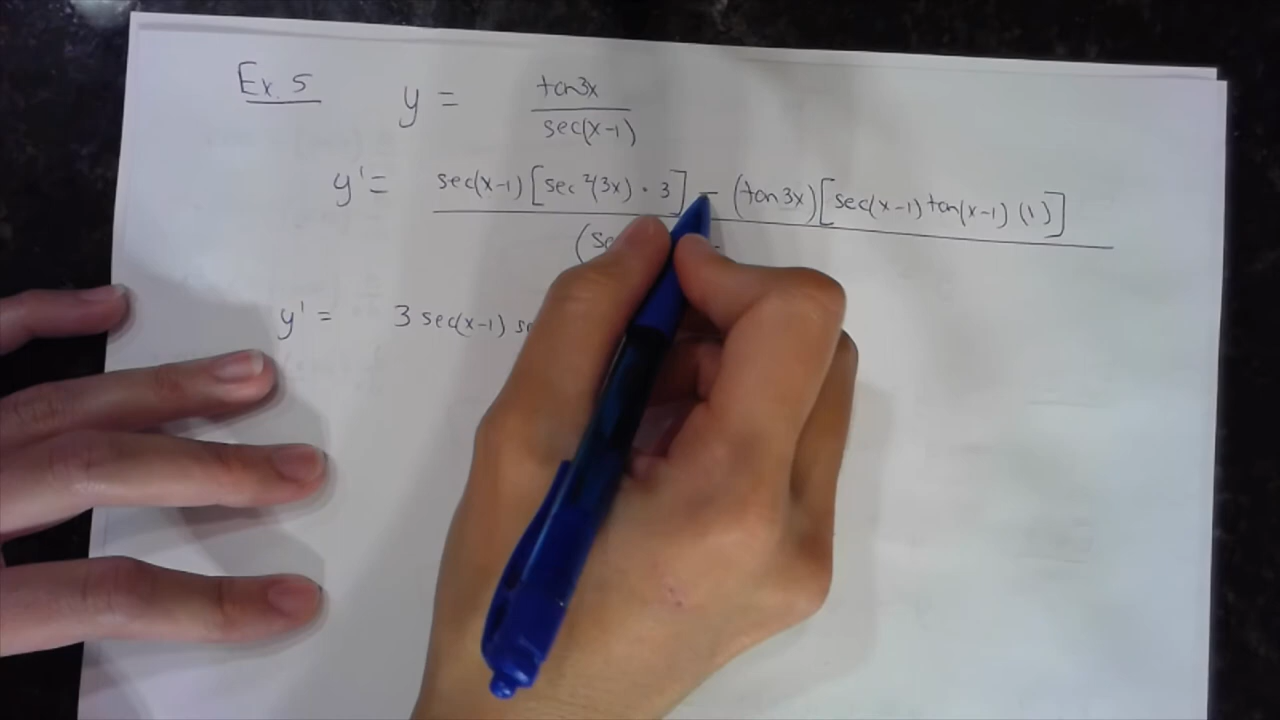 Ex. 5
y = tan3x / sec(x-1)
y' = sec(x-1)[sec²(3x) · 3] - (tan3x)[sec(x-1)tan(x-1)(1)]
y' = 3 sec(x-1)